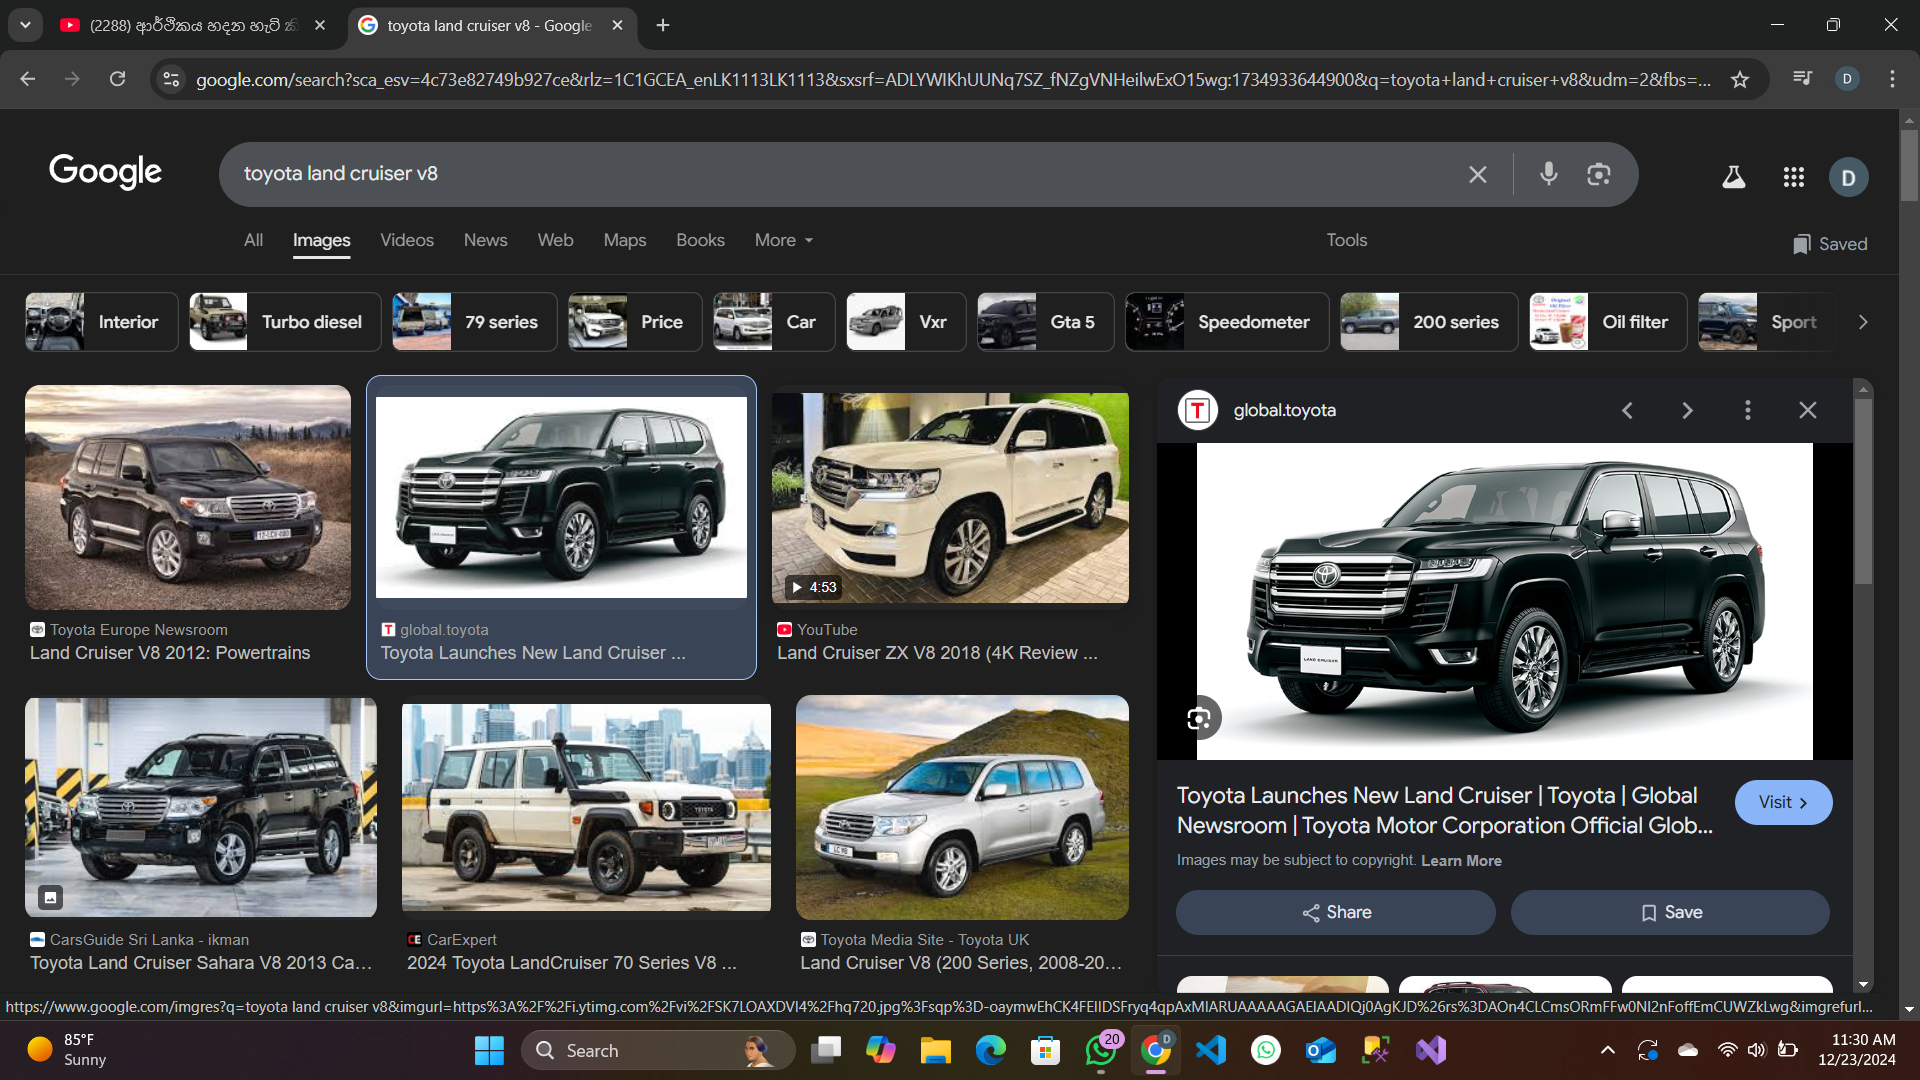 (2288) ආර්ථිකය හදන හැටි කි
toyota land cruiser v8 - Google
google.com/search?sca_esv=4c73e82749b927ce&rlz=1C1GCEA_enLK1113LK1113&sxsrf=ADLYWIKhUUNq7SZ_fNZgVNHeilwExO15wg:1734933644900&q=toyota+land+cruiser+v8&udm=2&fbs=...
D
Google
toyota land cruiser v8
D
All Images Videos News Web Maps Books More Tools
Saved
Interior Turbo diesel 79 series Price Car Vxr Gta 5 Speedometer 200 series Oil filter Sport
4:53
Toyota Europe Newsroom
Land Cruiser V8 2012: Powertrains
global.toyota
Toyota Launches New Land Cruiser ...
YouTube
Land Cruiser ZX V8 2018 (4K Review ...
CarsGuide Sri Lanka - ikman
Toyota Land Cruiser Sahara V8 2013 Ca...
TOYOTA
CE CarExpert
2024 Toyota LandCruiser 70 Series V8 ...
LC V8
Toyota Media Site - Toyota UK
Land Cruiser V8 (200 Series, 2008-20...
T global.toyota
LAND CRUISER
Toyota Launches New Land Cruiser | Toyota | Global
Newsroom | Toyota Motor Corporation Official Glob...
Visit
Images may be subject to copyright. Learn More
Share
Save
https://www.google.com/imgres?q=toyota land cruiser v8&imgurl=https%3A%2F%2Fi.ytimg.com%2Fvi%2FSK7LOAXDVI4%2Fhq720.jpg%3Fsqp%3D-oaymwEhCK4FEIIDSFryq4qpAxMIARUAAAAAGAElAADIQj0AgKJD%26rs%3DAOn4CLCmsORmFFw0NI2nFoffEmCUWZkLwg&imgrefurl...
85°F
Sunny
Search
20
D
11:30 AM
12/23/2024